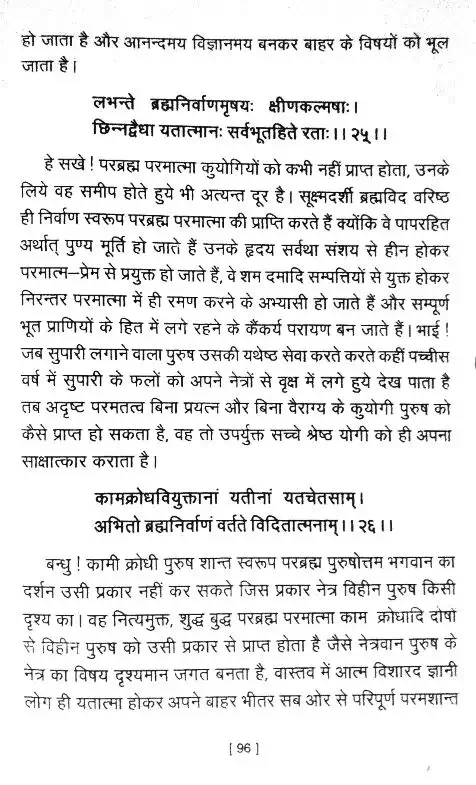 हो जाता है और आनन्दमय विज्ञानमय बनकर बाहर के विषयों को भूल
जाता है।
लभन्ते ब्रह्मनिर्वाणमृषयः क्षीणकल्मषाः।
छिन्नद्वैधा यतात्मानः सर्वभूतहिते रताः।। २५्।।
हे सखे ! परब्रह्म परमात्मा कुयोगियों को कभी नहीं प्राप्त होता, उनके
लिये वह समीप होते हुये भी अत्यन्त दूर है। सूक्ष्मदर्शी ब्रह्मविद वरिष्ठ
ही निर्वाण स्वरूप परब्रह्म परमात्मा की प्राप्ति करते हैं क्योंकि वे पापरहित
अर्थात् पुण्य मूर्ति हो जाते हैं उनके हृदय सर्वथा संशय से हीन होकर
परमात्म–प्रेम से प्रयुक्त हो जाते हैं, वे शम दमादि सम्पत्तियों से युक्त होकर
निरन्तर परमात्मा में ही रमण करने के अभ्यासी हो जाते हैं और सम्पूर्ण
भूत प्राणियों के हित में लगे रहने के कैंकर्य परायण बन जाते हैं। भाई !
जब सुपारी लगाने वाला पुरुष उसकी यथेष्ठ सेवा करते करते कहीं पच्चीस
वर्ष में सुपारी के फलों को अपने नेत्रों से वृक्ष में लगे हुये देख पाता है
तब अदृष्ट परमतत्व बिना प्रयत्न और बिना वैराग्य के कुयोगी पुरुष को
कैसे प्राप्त हो सकता है, वह तो उपर्युक्त सच्चे श्रेष्ठ योगी को ही अपना
साक्षात्कार कराता है।
कामक्रोधवियुक्तानां यतीनां यतचेतसाम्।
अभितो ब्रह्मनिर्वाणं वर्तते विदितात्मनाम्।। २६।।
बन्धु ! कामी क्रोधी पुरुष शान्त स्वरूप परब्रह्म पुरुषोत्तम भगवान का
दर्शन उसी प्रकार नहीं कर सकते जिस प्रकार नेत्र विहीन पुरुष किसी
दृश्य का। वह नित्यमुक्त, शुद्ध बुद्ध परब्रह्म परमात्मा काम क्रोधादि दोषों
से विहीन पुरुष को उसी प्रकार से प्राप्त होता है जैसे नेत्रवान पुरुष के
नेत्र का विषय दृश्यमान जगत बनता है, वास्तव में आत्म विशारद ज्ञानी
लोग ही यतात्मा होकर अपने बाहर भीतर सब ओर से परिपूर्ण परमशान्त
[ 96 ]